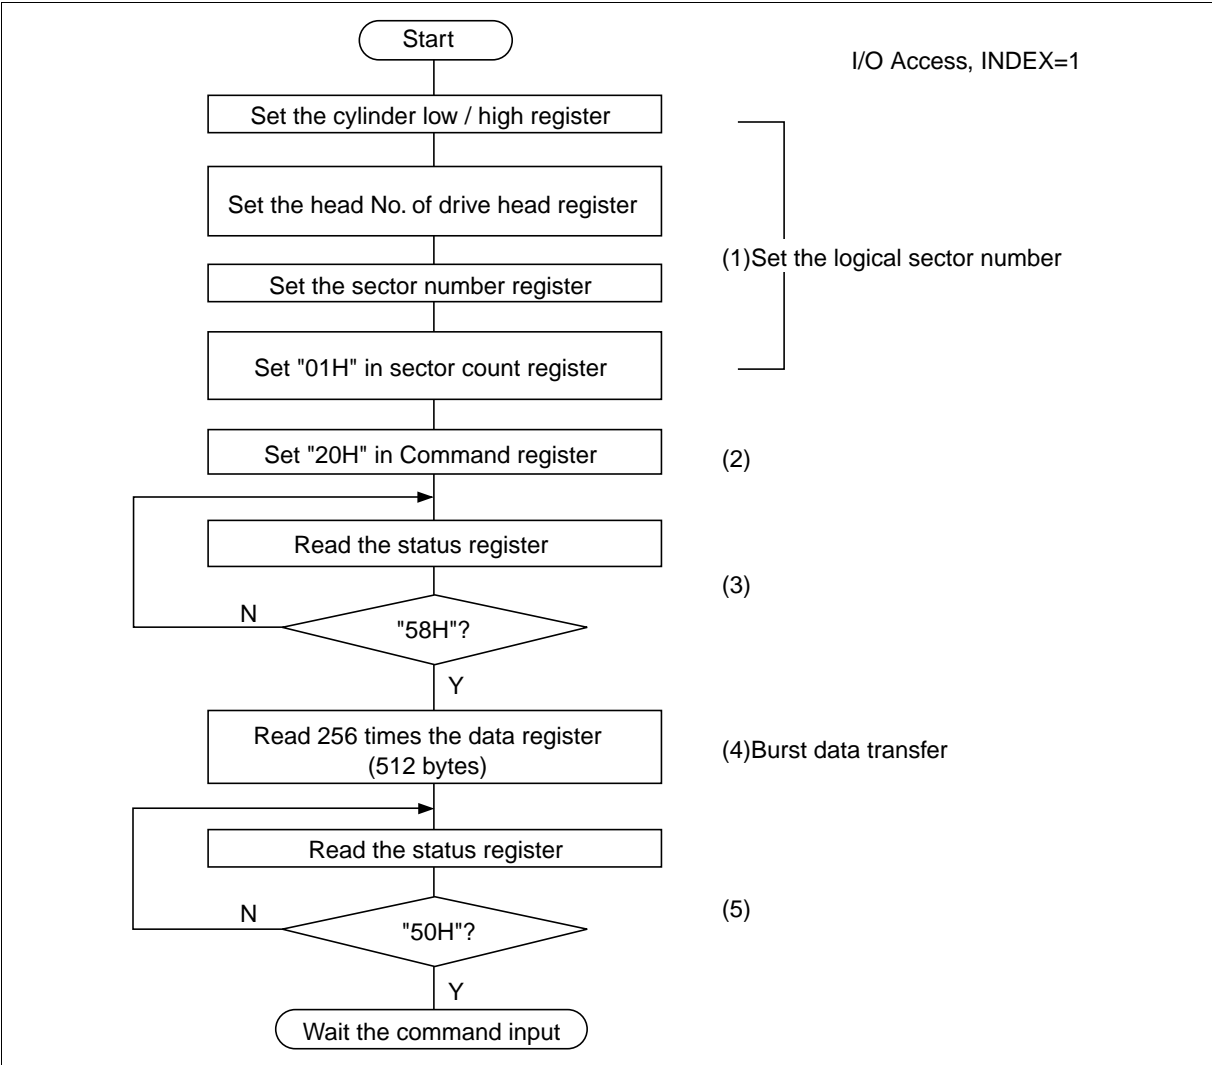 Start
I/O Access, INDEX=1
Set the cylinder low / high register
Set the head No. of drive head register
(1)Set the logical sector number
Set the sector number register
Set "01H" in sector count register
Set "20H" in Command register
(2)
Read the status register
(3)
N
"58H"?
Y
Read 256 times the data register
(512 bytes)
(4)Burst data transfer
Read the status register
N
(5)
"50H"?
Y
Wait the command input